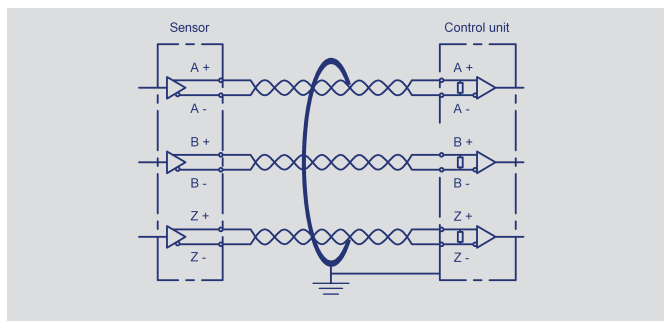 Sensor Control unit
A + A +
A - A -
B + B +
B - B -
Z + Z +
Z - Z -